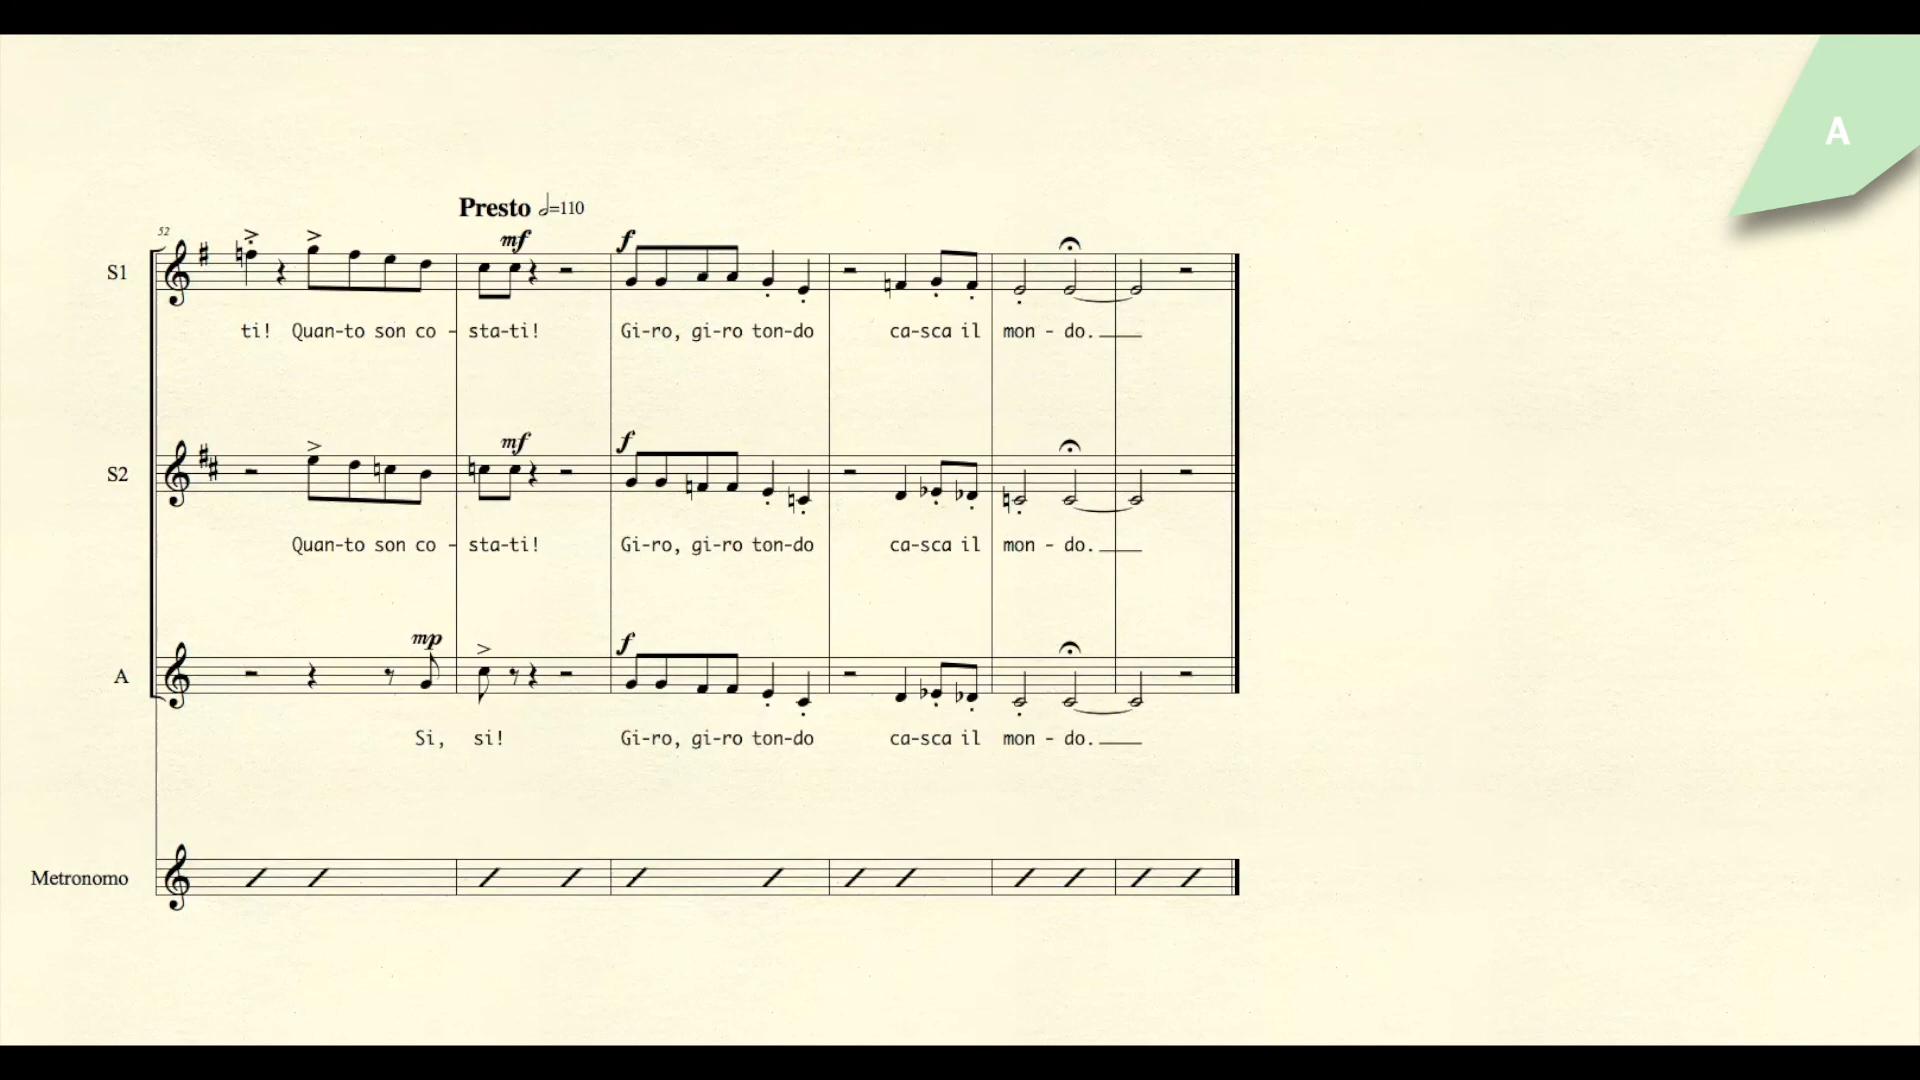 A
Presto =110
52
mf f
S1
ti! Quan-to son co - sta-ti! Gi-ro, gi-ro ton-do ca-sca il mon - do.
mf f
S2
Quan-to son co - sta-ti! Gi-ro, gi-ro ton-do ca-sca il mon - do.
mp f
A
Si, si! Gi-ro, gi-ro ton-do ca-sca il mon - do.
Metronomo